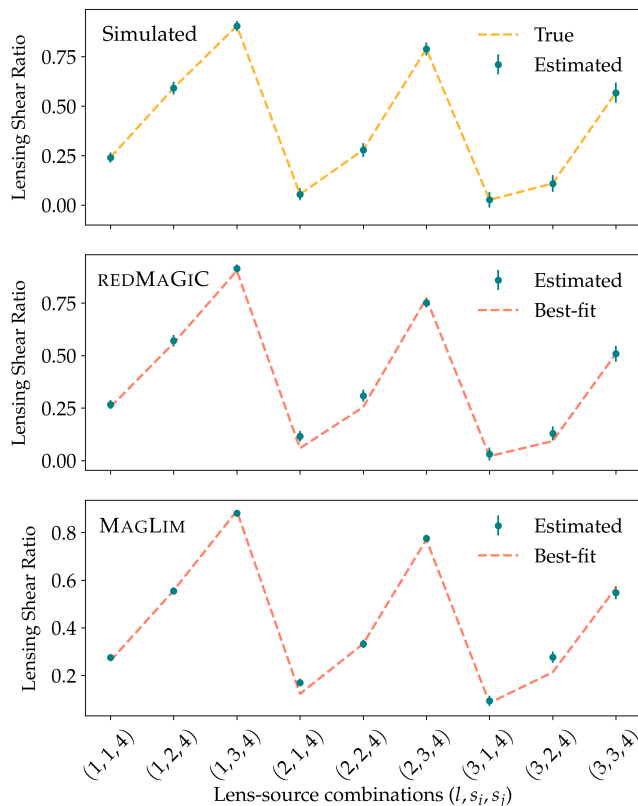 Simulated
True
Estimated
Lensing Shear Ratio
0.75
0.50
0.25
0.00
REDMAGIC
Estimated
Best-fit
Lensing Shear Ratio
0.75
0.50
0.25
0.00
MAGLIM
Estimated
Best-fit
Lensing Shear Ratio
0.8
0.6
0.4
0.2
(1, 1, 4) (1, 2, 4) (1, 3, 4) (2, 1, 4) (2, 2, 4) (2, 3, 4) (3, 1, 4) (3, 2, 4) (3, 3, 4)
Lens-source combinations (l, s_i, s_j)